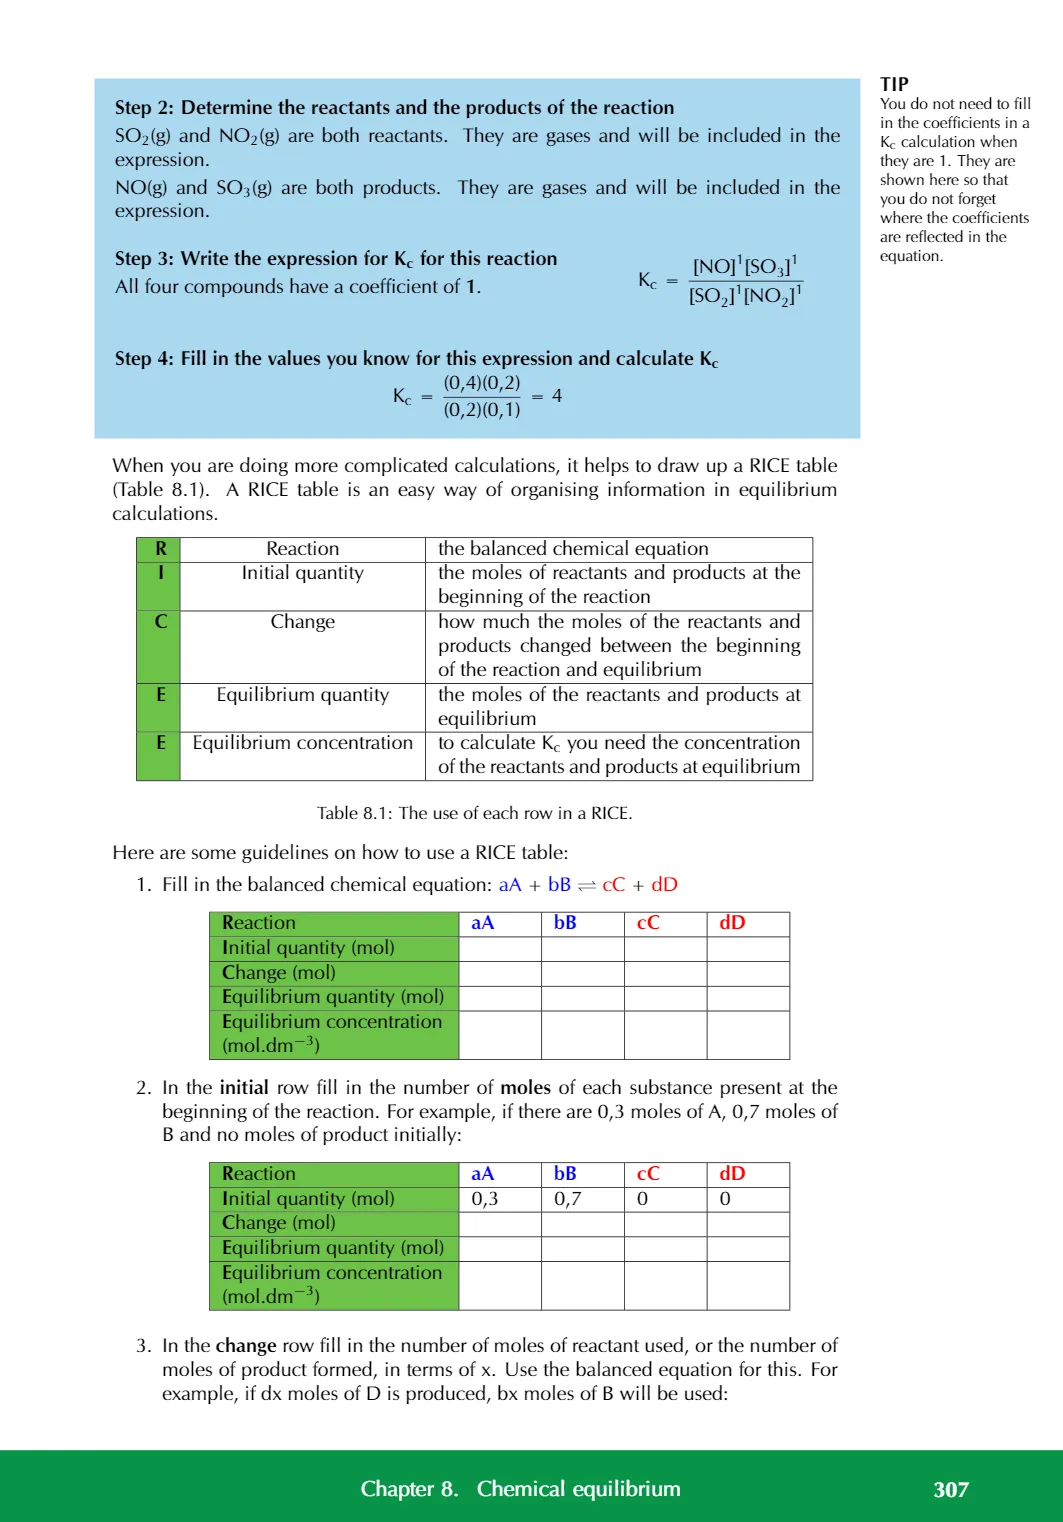 Step 2: Determine the reactants and the products of the reaction
SO₂(g) and NO₂(g) are both reactants. They are gases and will be included in the
expression.
NO(g) and SO₃(g) are both products. They are gases and will be included in the
expression.
Step 3: Write the expression for K_c for this reaction
All four compounds have a coefficient of 1.
K_c = [NO]¹[SO₃]¹ / [SO₂]¹[NO₂]¹
Step 4: Fill in the values you know for this expression and calculate K_c
K_c = (0,4)(0,2) / (0,2)(0,1) = 4
TIP
You do not need to fill
in the coefficients in a
K_c calculation when
they are 1. They are
shown here so that
you do not forget
where the coefficients
are reflected in the
equation.
When you are doing more complicated calculations, it helps to draw up a RICE table
(Table 8.1). A RICE table is an easy way of organising information in equilibrium
calculations.
R Reaction the balanced chemical equation
I Initial quantity the moles of reactants and products at the
beginning of the reaction
C Change how much the moles of the reactants and
products changed between the beginning
of the reaction and equilibrium
E Equilibrium quantity the moles of the reactants and products at
equilibrium
E Equilibrium concentration to calculate K_c you need the concentration
of the reactants and products at equilibrium
Table 8.1: The use of each row in a RICE.
Here are some guidelines on how to use a RICE table:
1. Fill in the balanced chemical equation: aA + bB ⇌ cC + dD
Reaction aA bB cC dD
Initial quantity (mol)
Change (mol)
Equilibrium quantity (mol)
Equilibrium concentration
(mol.dm⁻³)
2. In the initial row fill in the number of moles of each substance present at the
beginning of the reaction. For example, if there are 0,3 moles of A, 0,7 moles of
B and no moles of product initially:
Reaction aA bB cC dD
Initial quantity (mol) 0,3 0,7 0 0
Change (mol)
Equilibrium quantity (mol)
Equilibrium concentration
(mol.dm⁻³)
3. In the change row fill in the number of moles of reactant used, or the number of
moles of product formed, in terms of x. Use the balanced equation for this. For
example, if dx moles of D is produced, bx moles of B will be used:
Chapter 8. Chemical equilibrium 307